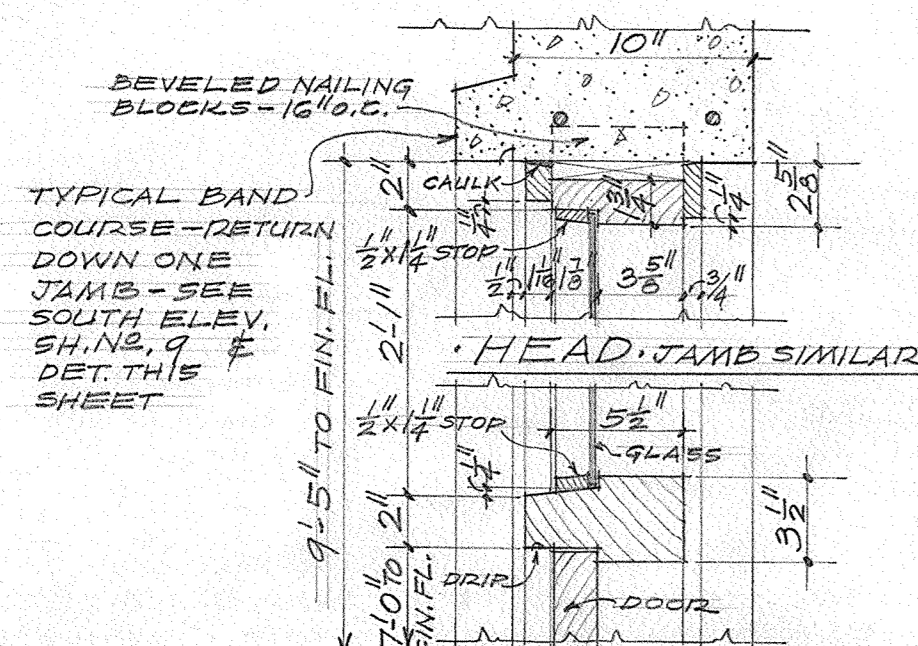 10"
BEVELED NAILING
BLOCKS - 16" O.C.
TYPICAL BAND
COURSE - RETURN
DOWN ONE
JAMB - SEE
SOUTH ELEV.
SH. NO. 9 &
DET. THIS
SHEET
CAULK
2"
1/4"
1 3/4"
1/4"
2 5/8"
1/2" X 1 1/4" STOP
1/2"
1 1/16"
1 7/8"
3 5/8"
3/4"
9'-5" TO FIN. FL.
2'-1"
· HEAD · JAMB SIMILAR
1/2" X 1 1/4" STOP
5 1/2"
GLASS
1/4"
2"
3 1/2"
DRIP
DOOR
7'-0" TO
FIN. FL.